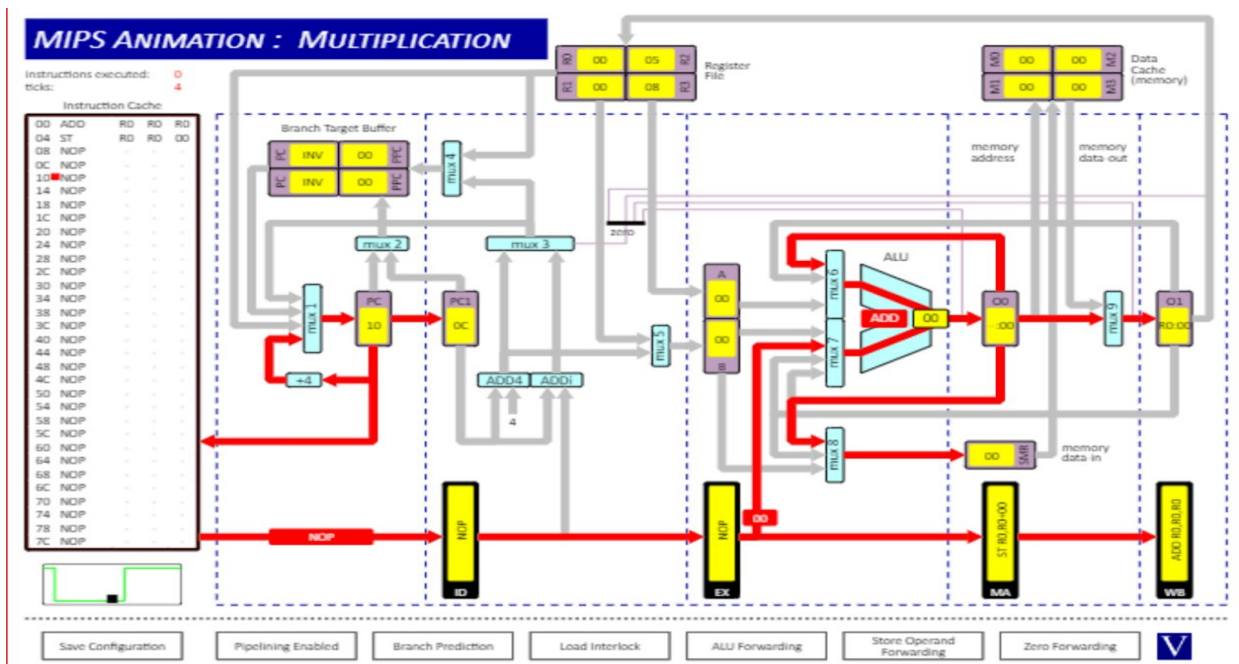 MIPS ANIMATION : MULTIPLICATION
instructions executed: 0
ticks: 4
Instruction Cache
00 ADD R0 R0 R0
04 ST R0 R0 00
08 NOP - - -
0C NOP - - -
10 NOP - - -
14 NOP - - -
18 NOP - - -
1C NOP - - -
20 NOP - - -
24 NOP - - -
28 NOP - - -
2C NOP - - -
30 NOP - - -
34 NOP - - -
38 NOP - - -
3C NOP - - -
40 NOP - - -
44 NOP - - -
48 NOP - - -
4C NOP - - -
50 NOP - - -
54 NOP - - -
58 NOP - - -
5C NOP - - -
60 NOP - - -
64 NOP - - -
68 NOP - - -
6C NOP - - -
70 NOP - - -
74 NOP - - -
78 NOP - - -
7C NOP - - -
R0 00 05 R2
R1 00 08 R3
Register
File
M0 00 00 M2
M1 00 00 M3
Data
Cache
(memory)
Branch Target Buffer
PC INV 00 PPC
PC INV 00 PPC
mux 4
memory
address
memory
data-out
zero
mux 2
mux 3
mux 1
PC
10
PC1
0C
+4
ADD4
ADDi
4
mux 5
A
00
00
B
mux 6
mux 7
mux 8
ALU
ADD
00
O0
--:00
mux 9
O1
R0:00
00
SMR
memory
data-in
00
NOP
NOP
ID
NOP
EX
ST R0,R0+00
MA
ADD R0,R0,R0
WB
Save Configuration
Pipelining Enabled
Branch Prediction
Load Interlock
ALU Forwarding
Store Operand
Forwarding
Zero Forwarding
V